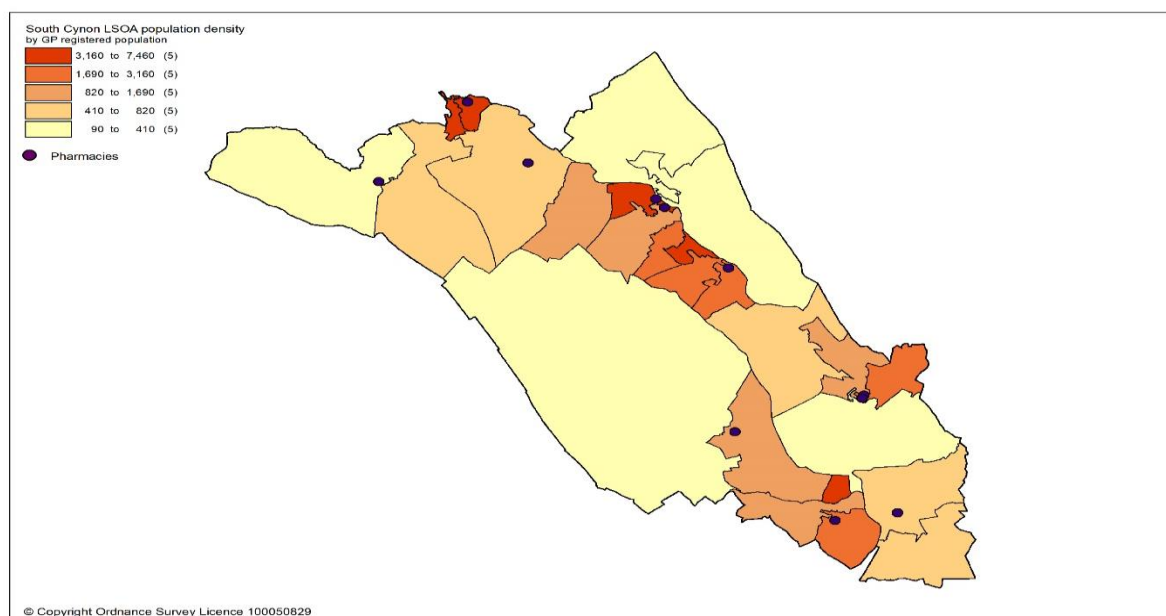 South Cynon LSOA population density
by GP registered population
3,160 to 7,460 (5)
1,690 to 3,160 (5)
820 to 1,690 (5)
410 to 820 (5)
90 to 410 (5)
Pharmacies
© Copyright Ordnance Survey Licence 100050829